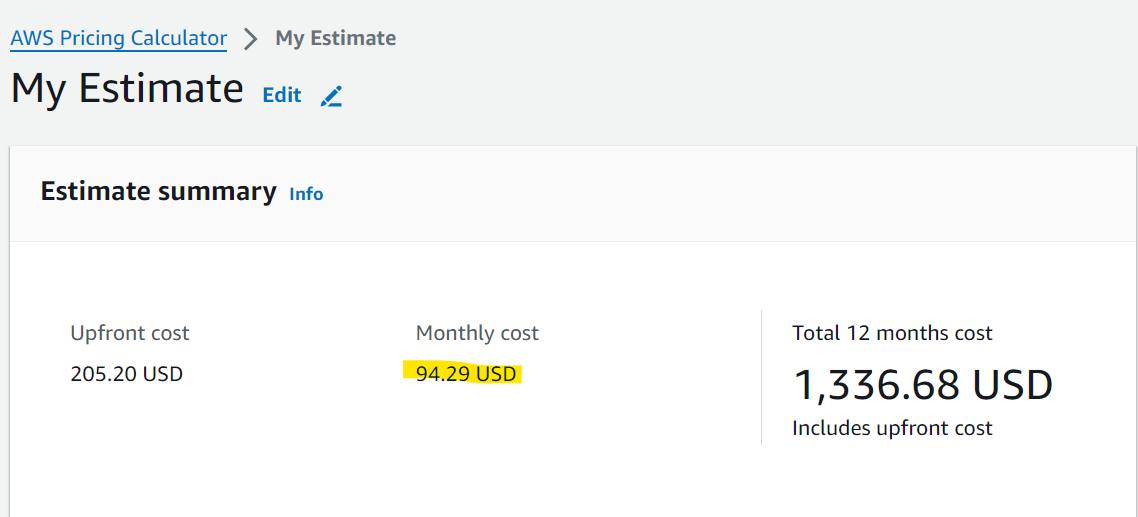 AWS Pricing Calculator > My Estimate
My Estimate Edit
Estimate summary Info
Upfront cost
205.20 USD
Monthly cost
94.29 USD
Total 12 months cost
1,336.68 USD
Includes upfront cost